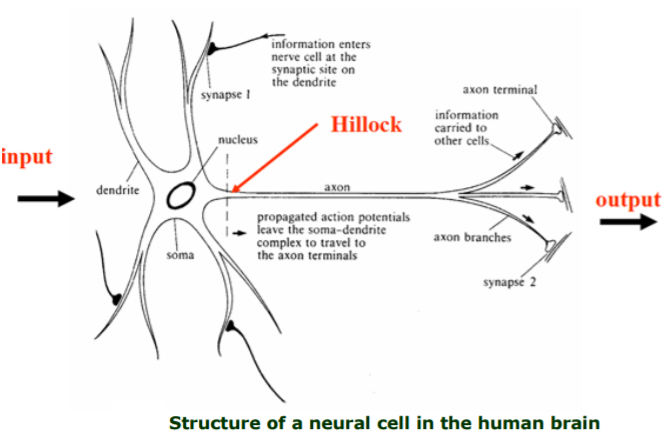 information enters
nerve cell at the
synaptic site on
the dendrite
synapse 1
axon terminal
Hillock
information
carried to
other cells
nucleus
input
dendrite
axon
output
propagated action potentials
leave the soma-dendrite
complex to travel to
the axon terminals
axon branches
soma
synapse 2
Structure of a neural cell in the human brain